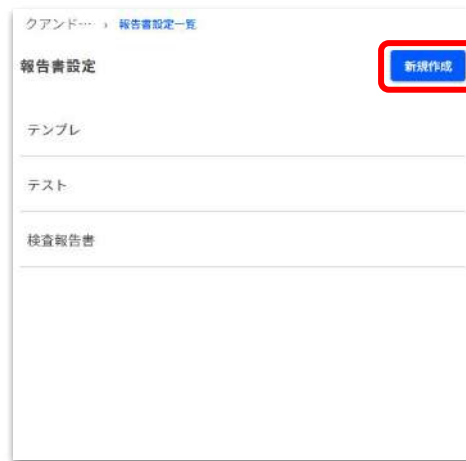 クアンド… › 報告書設定一覧
報告書設定
新規作成
テンプレ
テスト
検査報告書